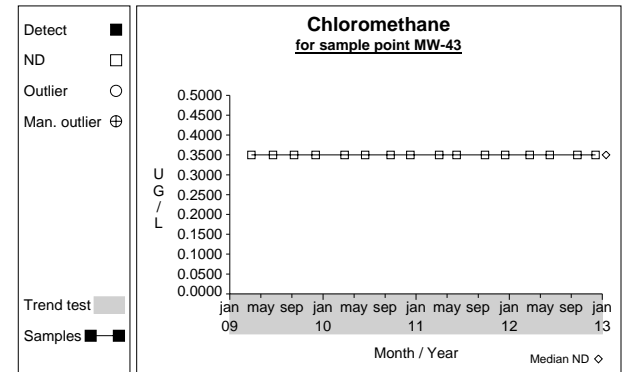 Detect
ND
Outlier
Man. outlier
Trend test
Samples
Chloromethane
for sample point MW-43
0.5000
0.4500
0.4000
0.3500
0.3000
0.2500
0.2000
0.1500
0.1000
0.0500
0.0000
U
G
/
L
jan may sep jan may sep jan may sep jan may sep jan
09 10 11 12 13
Month / Year
Median ND